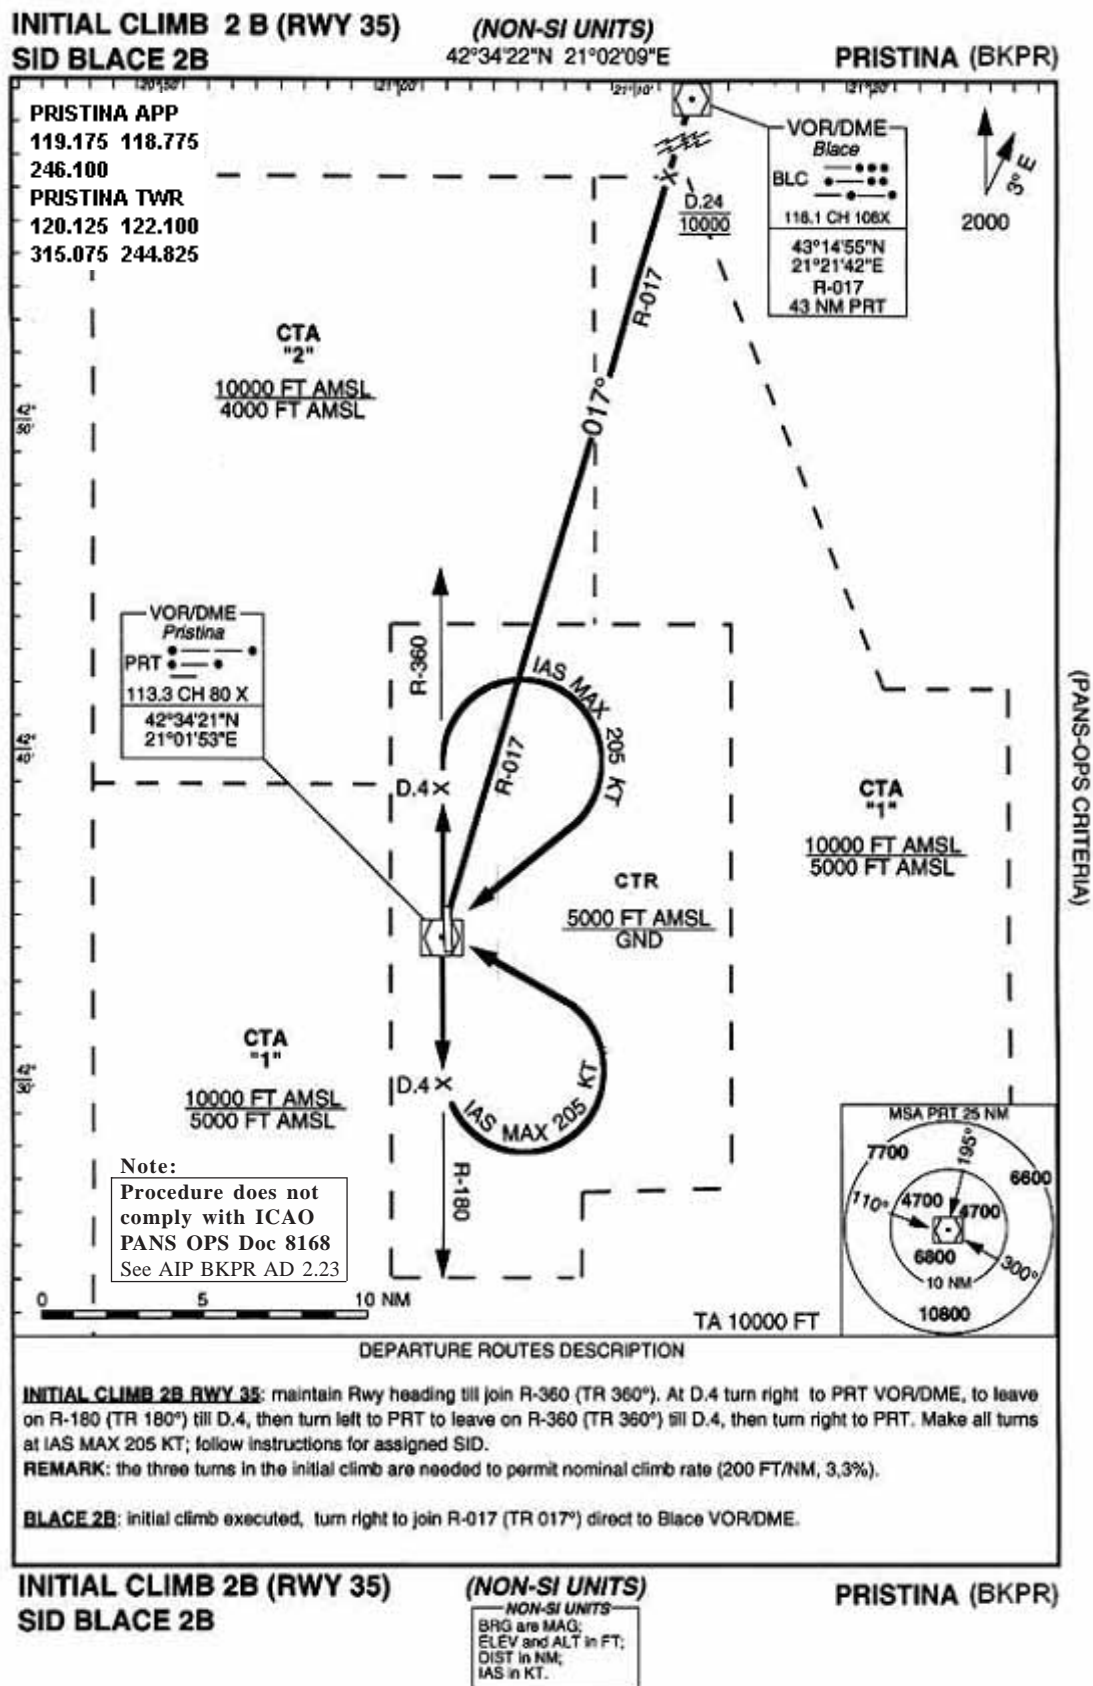 INITIAL CLIMB 2 B (RWY 35)
SID BLACE 2B
(NON-SI UNITS)
42°34'22"N 21°02'09"E
PRISTINA (BKPR)
20°50'
21°00'
21°10'
21°20'
PRISTINA APP
119.175 118.775
246.100
PRISTINA TWR
120.125 122.100
315.075 244.825
VOR/DME
Blace
BLC
116.1 CH 108X
43°14'55"N
21°21'42"E
R-017
43 NM PRT
3° E
2000
D.24
10000
R-017
017°
CTA
"2"
10000 FT AMSL
4000 FT AMSL
42°
50'
VOR/DME
Pristina
PRT
113.3 CH 80 X
42°34'21"N
21°01'53"E
R-360
IAS MAX 205 KT
R-017
42°
40'
D.4
CTA
"1"
10000 FT AMSL
5000 FT AMSL
(PANS-OPS CRITERIA)
CTR
5000 FT AMSL
GND
CTA
"1"
10000 FT AMSL
5000 FT AMSL
42°
30'
D.4
IAS MAX 205 KT
R-180
Note:
Procedure does not
comply with ICAO
PANS OPS Doc 8168
See AIP BKPR AD 2.23
MSA PRT 25 NM
7700
195°
6600
110°
4700
4700
6800
300°
10 NM
10800
0 5 10 NM
TA 10000 FT
DEPARTURE ROUTES DESCRIPTION
INITIAL CLIMB 2B RWY 35: maintain Rwy heading till join R-360 (TR 360°). At D.4 turn right to PRT VOR/DME, to leave
on R-180 (TR 180°) till D.4, then turn left to PRT to leave on R-360 (TR 360°) till D.4, then turn right to PRT. Make all turns
at IAS MAX 205 KT; follow instructions for assigned SID.
REMARK: the three turns in the initial climb are needed to permit nominal climb rate (200 FT/NM, 3,3%).
BLACE 2B: initial climb executed, turn right to join R-017 (TR 017°) direct to Blace VOR/DME.
INITIAL CLIMB 2B (RWY 35)
SID BLACE 2B
(NON-SI UNITS)
NON-SI UNITS
BRG are MAG;
ELEV and ALT in FT;
DIST in NM;
IAS in KT.
PRISTINA (BKPR)